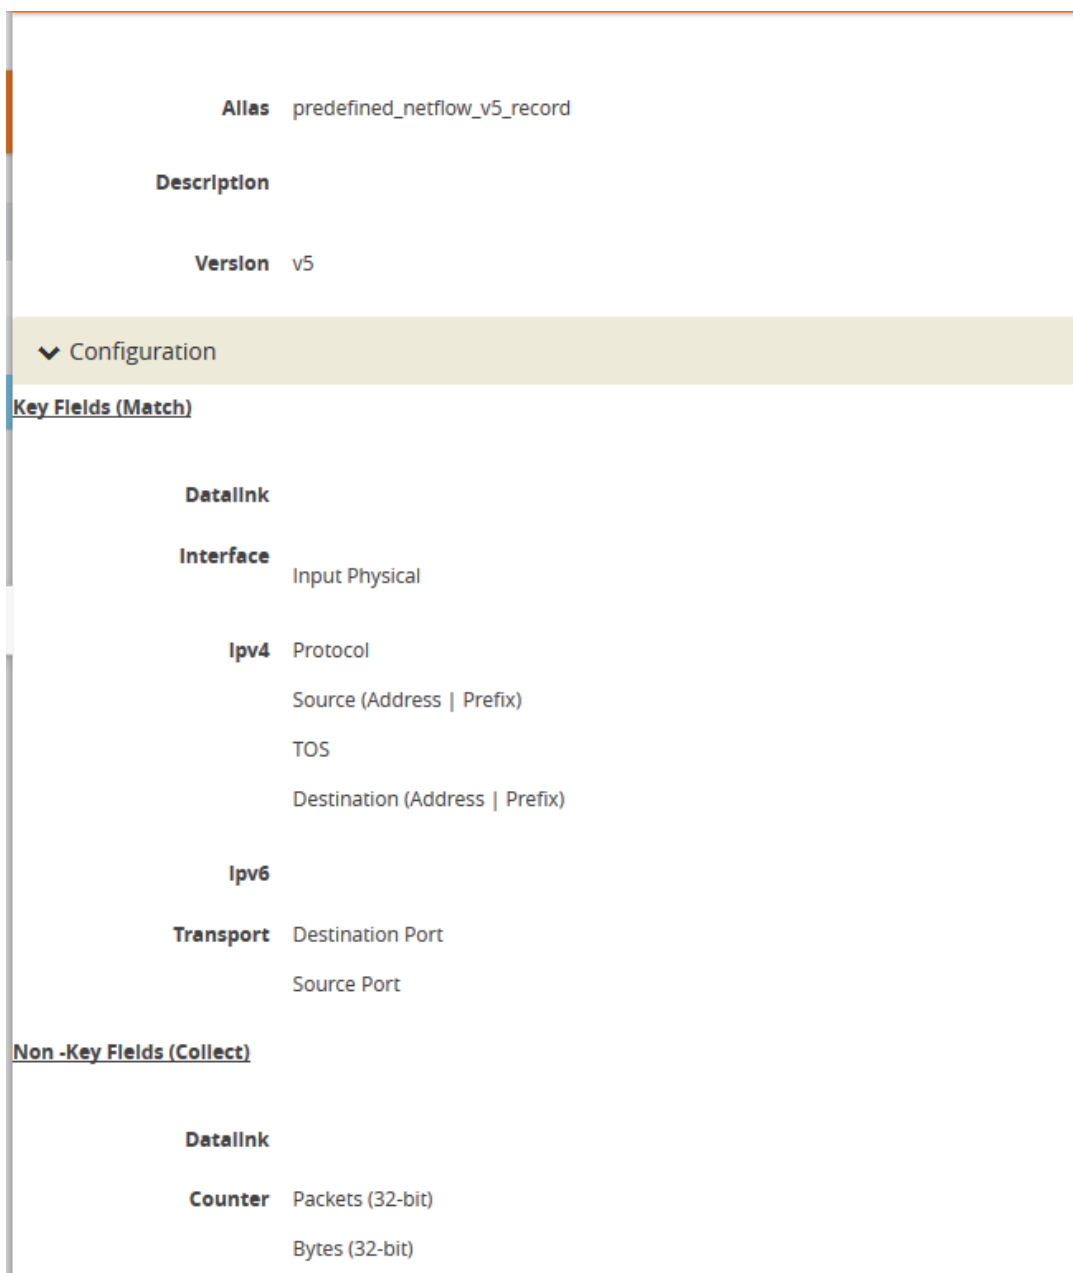 Alias predefined_netflow_v5_record
Description
Version v5
Configuration
Key Fields (Match)
Datalink
Interface
Input Physical
Ipv4 Protocol
Source (Address | Prefix)
TOS
Destination (Address | Prefix)
Ipv6
Transport Destination Port
Source Port
Non -Key Fields (Collect)
Datalink
Counter Packets (32-bit)
Bytes (32-bit)